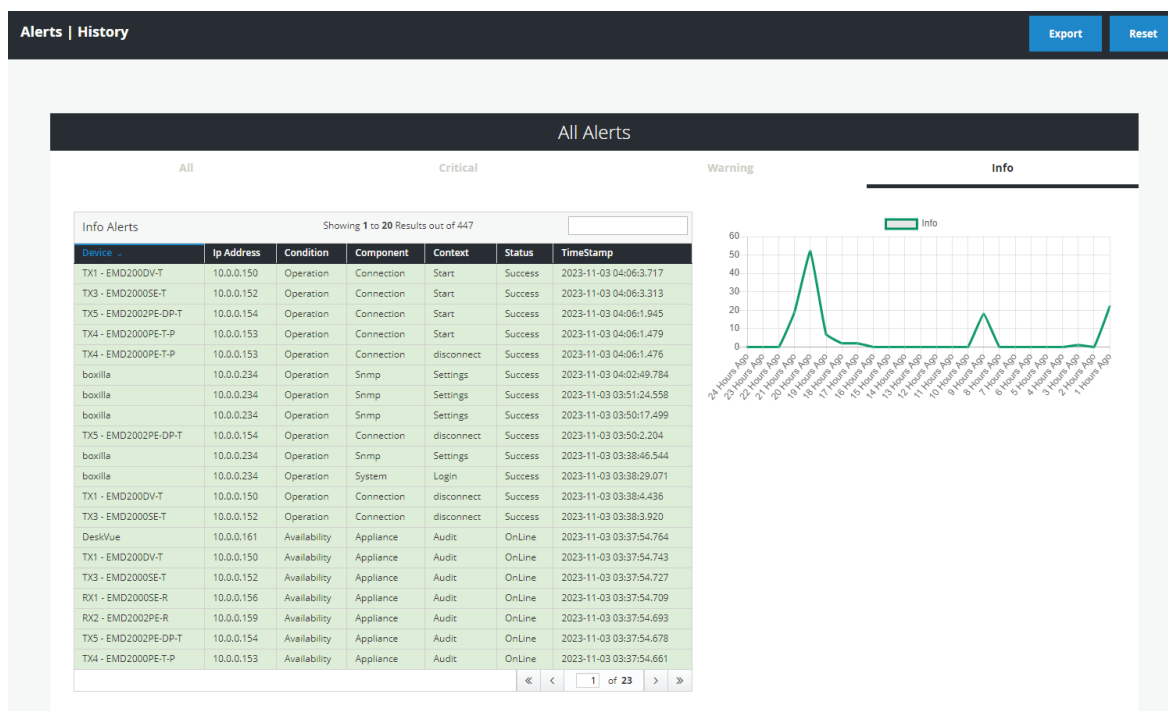 Alerts | History
Export
Reset
All Alerts
All
Critical
Warning
Info
Info Alerts
Showing 1 to 20 Results out of 447
Device Ip Address Condition Component Context Status TimeStamp
TX1 - EMD200DV-T 10.0.0.150 Operation Connection Start Success 2023-11-03 04:06:3.717
TX3 - EMD2000SE-T 10.0.0.152 Operation Connection Start Success 2023-11-03 04:06:3.313
TX5 - EMD2002PE-DP-T 10.0.0.154 Operation Connection Start Success 2023-11-03 04:06:1.945
TX4 - EMD2000PE-T-P 10.0.0.153 Operation Connection Start Success 2023-11-03 04:06:1.479
TX4 - EMD2000PE-T-P 10.0.0.153 Operation Connection disconnect Success 2023-11-03 04:06:1.476
boxilla 10.0.0.234 Operation Snmp Settings Success 2023-11-03 04:02:49.784
boxilla 10.0.0.234 Operation Snmp Settings Success 2023-11-03 03:51:24.558
boxilla 10.0.0.234 Operation Snmp Settings Success 2023-11-03 03:50:17.499
TX5 - EMD2002PE-DP-T 10.0.0.154 Operation Connection disconnect Success 2023-11-03 03:50:2.204
boxilla 10.0.0.234 Operation Snmp Settings Success 2023-11-03 03:38:46.544
boxilla 10.0.0.234 Operation System Login Success 2023-11-03 03:38:29.071
TX1 - EMD200DV-T 10.0.0.150 Operation Connection disconnect Success 2023-11-03 03:38:4.436
TX3 - EMD2000SE-T 10.0.0.152 Operation Connection disconnect Success 2023-11-03 03:38:3.920
DeskVue 10.0.0.161 Availability Appliance Audit OnLine 2023-11-03 03:37:54.764
TX1 - EMD200DV-T 10.0.0.150 Availability Appliance Audit OnLine 2023-11-03 03:37:54.743
TX3 - EMD2000SE-T 10.0.0.152 Availability Appliance Audit OnLine 2023-11-03 03:37:54.727
RX1 - EMD2000SE-R 10.0.0.156 Availability Appliance Audit OnLine 2023-11-03 03:37:54.709
RX2 - EMD2002PE-R 10.0.0.159 Availability Appliance Audit OnLine 2023-11-03 03:37:54.693
TX5 - EMD2002PE-DP-T 10.0.0.154 Availability Appliance Audit OnLine 2023-11-03 03:37:54.678
TX4 - EMD2000PE-T-P 10.0.0.153 Availability Appliance Audit OnLine 2023-11-03 03:37:54.661
1 of 23
Info
60
50
40
30
20
10
0
24 Hours Ago
23 Hours Ago
22 Hours Ago
21 Hours Ago
20 Hours Ago
19 Hours Ago
18 Hours Ago
17 Hours Ago
16 Hours Ago
15 Hours Ago
14 Hours Ago
13 Hours Ago
12 Hours Ago
11 Hours Ago
10 Hours Ago
9 Hours Ago
8 Hours Ago
7 Hours Ago
6 Hours Ago
5 Hours Ago
4 Hours Ago
3 Hours Ago
2 Hours Ago
1 Hours Ago